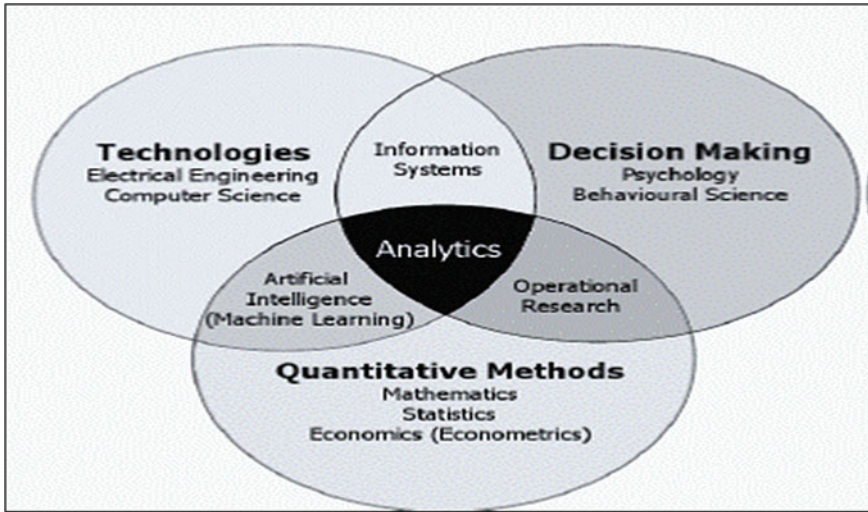 Technologies
Electrical Engineering
Computer Science
Information
Systems
Decision Making
Psychology
Behavioural Science
Analytics
Artificial
Intelligence
(Machine Learning)
Operational
Research
Quantitative Methods
Mathematics
Statistics
Economics (Econometrics)